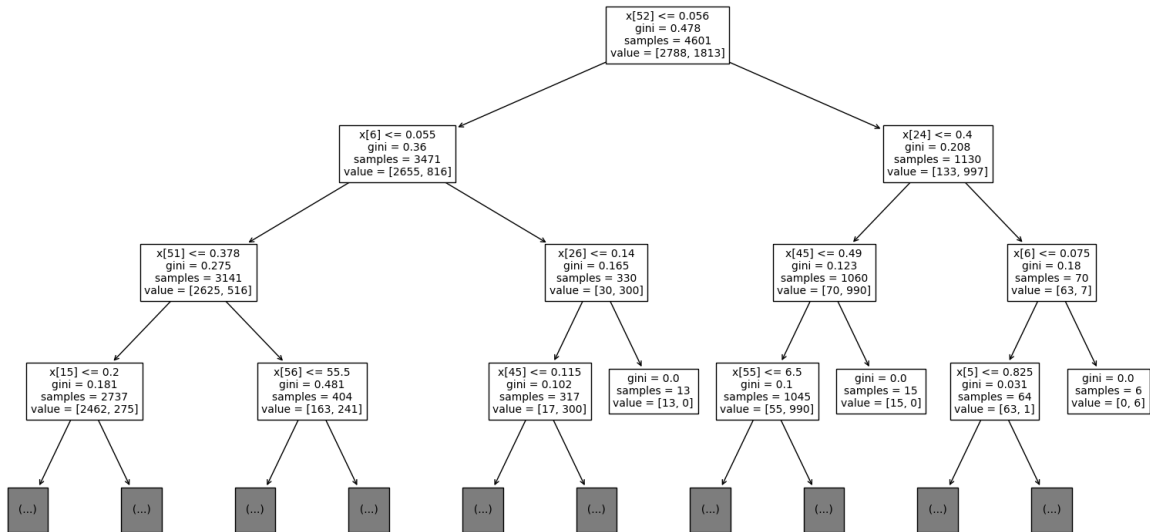 x[52] <= 0.056
gini = 0.478
samples = 4601
value = [2788, 1813]
x[6] <= 0.055
gini = 0.36
samples = 3471
value = [2655, 816]
x[24] <= 0.4
gini = 0.208
samples = 1130
value = [133, 997]
x[51] <= 0.378
gini = 0.275
samples = 3141
value = [2625, 516]
x[26] <= 0.14
gini = 0.165
samples = 330
value = [30, 300]
x[45] <= 0.49
gini = 0.123
samples = 1060
value = [70, 990]
x[6] <= 0.075
gini = 0.18
samples = 70
value = [63, 7]
x[15] <= 0.2
gini = 0.181
samples = 2737
value = [2462, 275]
x[56] <= 55.5
gini = 0.481
samples = 404
value = [163, 241]
x[45] <= 0.115
gini = 0.102
samples = 317
value = [17, 300]
gini = 0.0
samples = 13
value = [13, 0]
x[55] <= 6.5
gini = 0.1
samples = 1045
value = [55, 990]
gini = 0.0
samples = 15
value = [15, 0]
x[5] <= 0.825
gini = 0.031
samples = 64
value = [63, 1]
gini = 0.0
samples = 6
value = [0, 6]
(...)
(...)
(...)
(...)
(...)
(...)
(...)
(...)
(...)
(...)